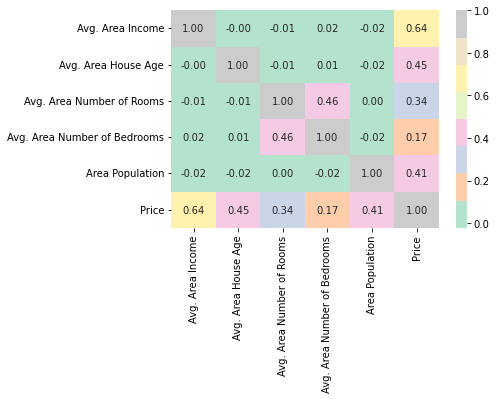 Avg. Area Income 1.00 -0.00 -0.01 0.02 -0.02 0.64
Avg. Area House Age -0.00 1.00 -0.01 0.01 -0.02 0.45
Avg. Area Number of Rooms -0.01 -0.01 1.00 0.46 0.00 0.34
Avg. Area Number of Bedrooms 0.02 0.01 0.46 1.00 -0.02 0.17
Area Population -0.02 -0.02 0.00 -0.02 1.00 0.41
Price 0.64 0.45 0.34 0.17 0.41 1.00
Avg. Area Income
Avg. Area House Age
Avg. Area Number of Rooms
Avg. Area Number of Bedrooms
Area Population
Price
1.0
0.8
0.6
0.4
0.2
0.0